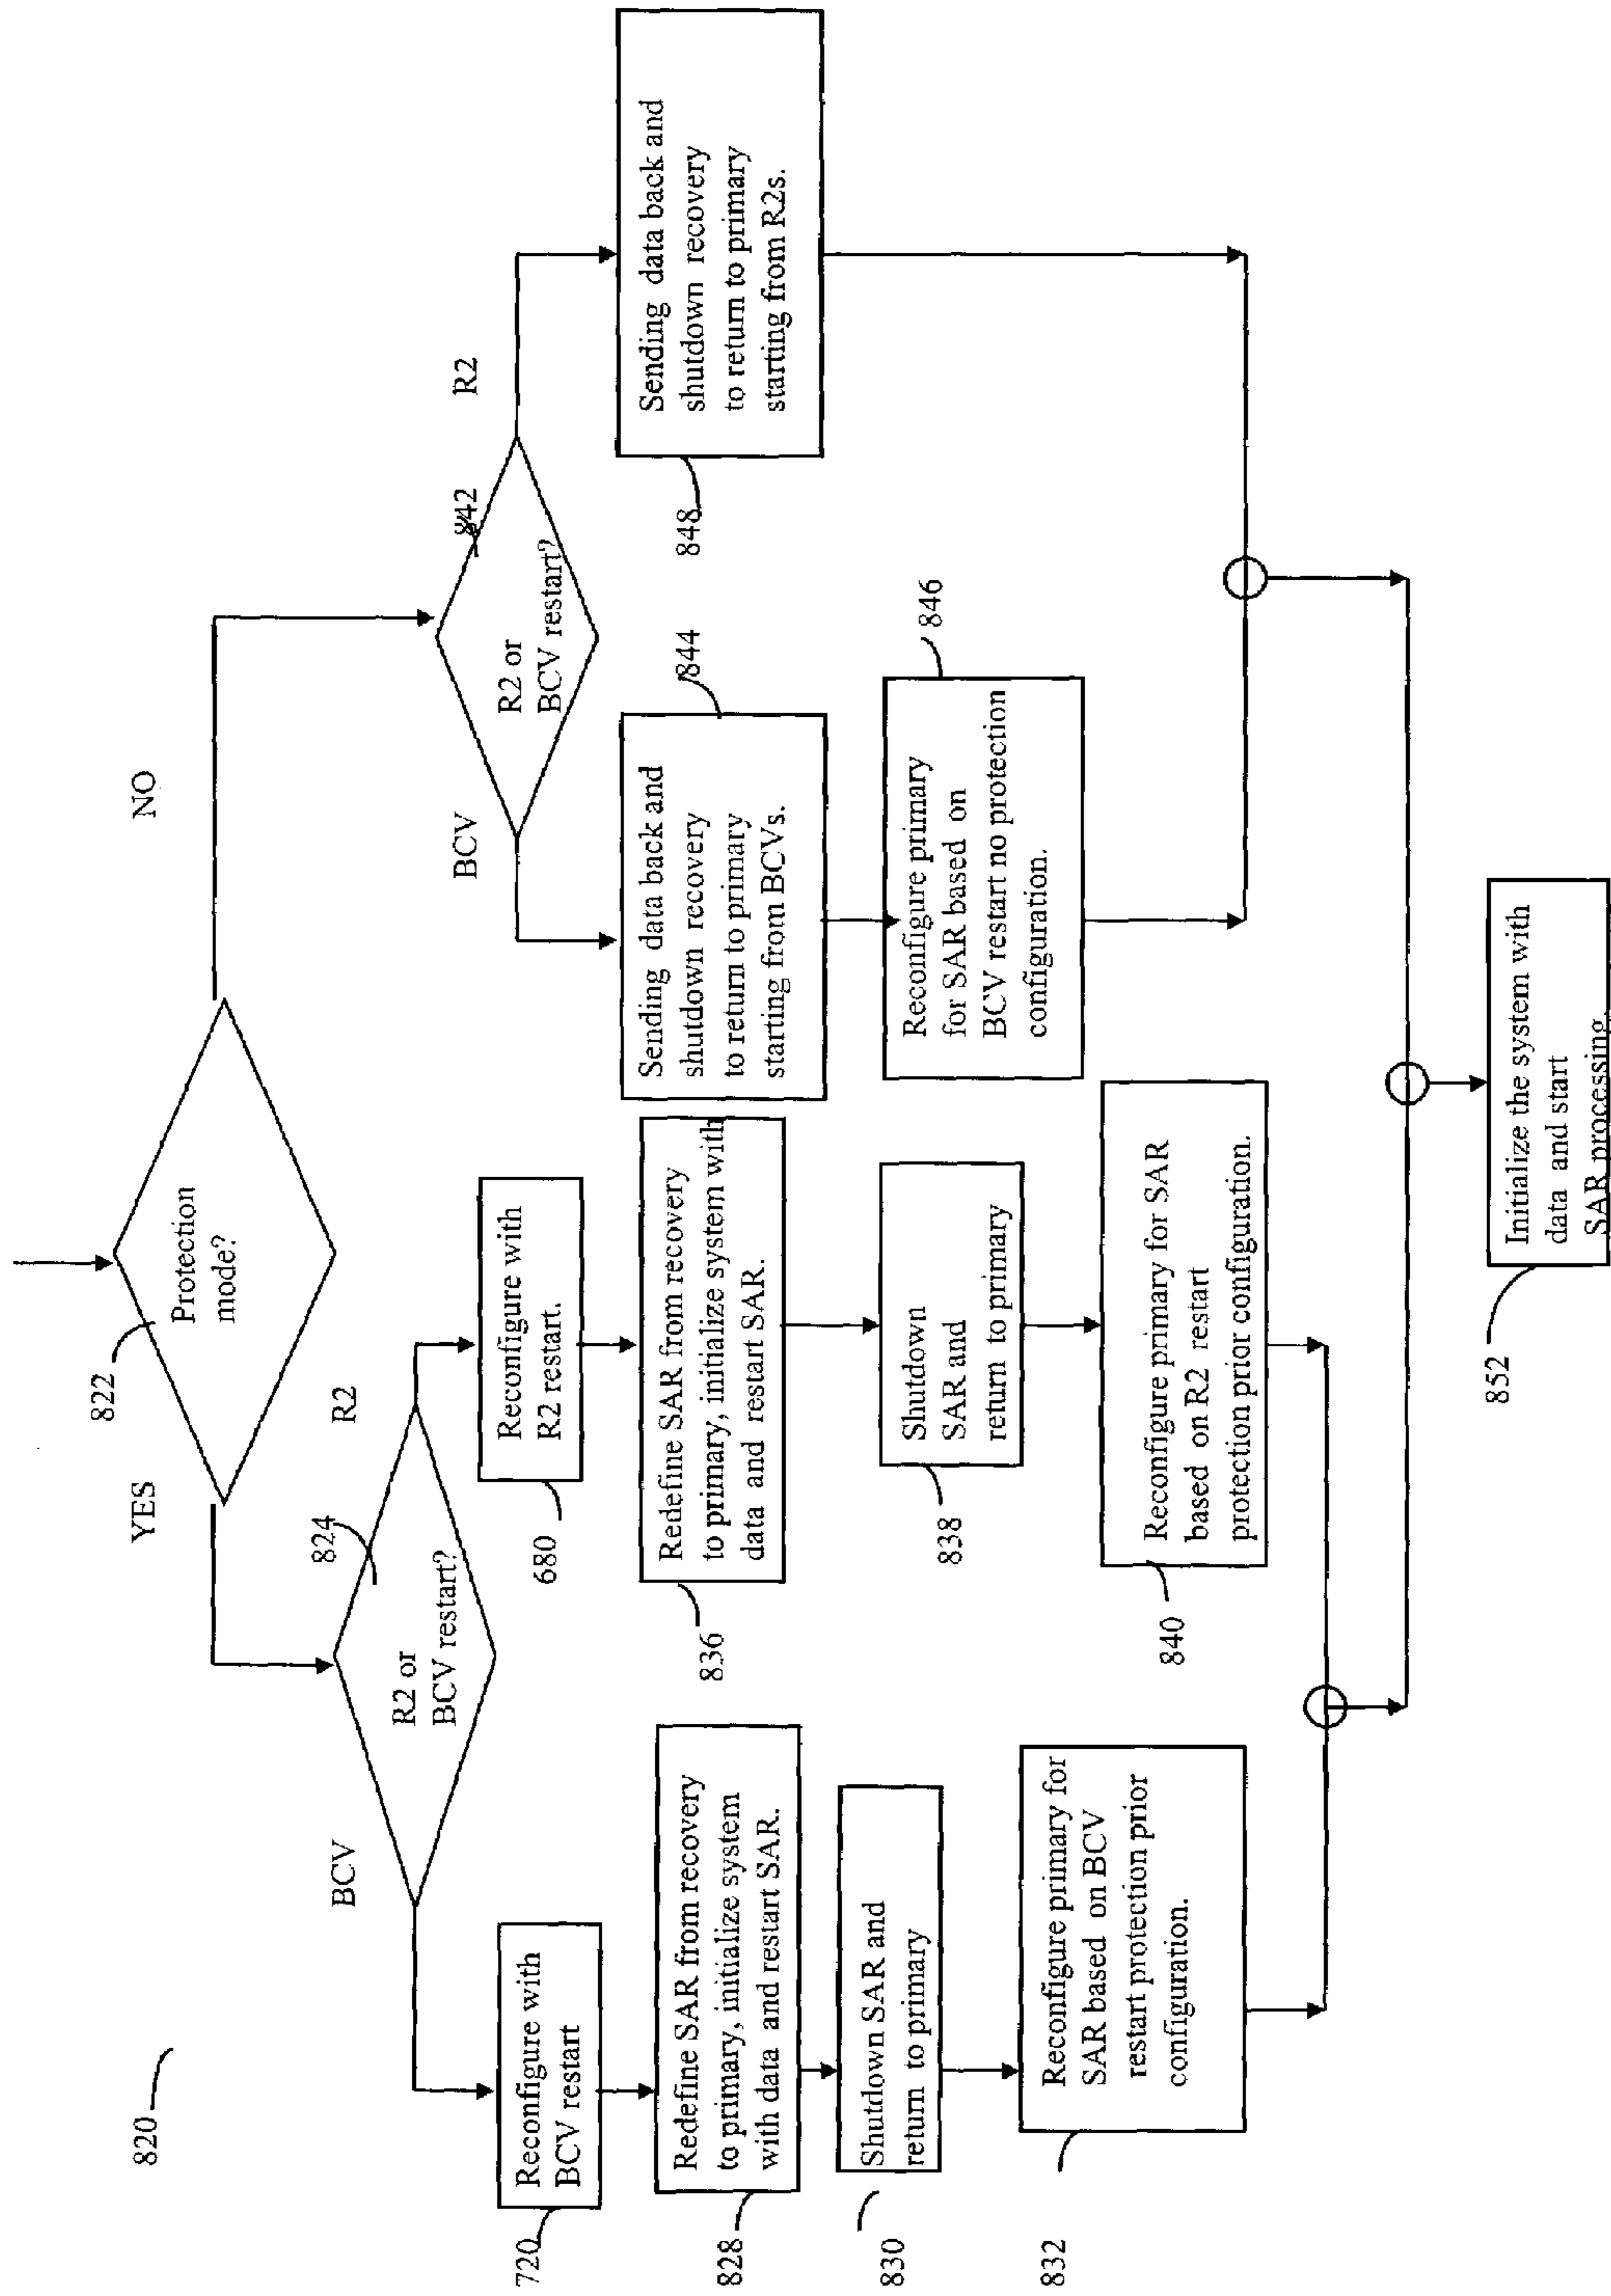 820
Protection
mode?
822
YES
NO
R2 or
BCV restart?
824
BCV
R2
R2 or
BCV restart?
842
BCV
R2
Reconfigure with
BCV restart
720
Redefine SAR from recovery
to primary, initialize system
with data and restart SAR.
828
Shutdown SAR and
return to primary
830
Reconfigure primary for
SAR based on BCV
restart protection prior
configuration.
832
Reconfigure with
R2 restart.
680
Redefine SAR from recovery
to primary, initialize system with
data and restart SAR.
836
Shutdown
SAR and
return to primary
838
Reconfigure primary for SAR
based on R2 restart
protection prior configuration.
840
Sending data back and
shutdown recovery
to return to primary
starting from BCVs.
844
Reconfigure primary
for SAR based on
BCV restart no protection
configuration.
846
Sending data back and
shutdown recovery
to return to primary
starting from R2s.
848
Initialize the system with
data and start
SAR processing.
852